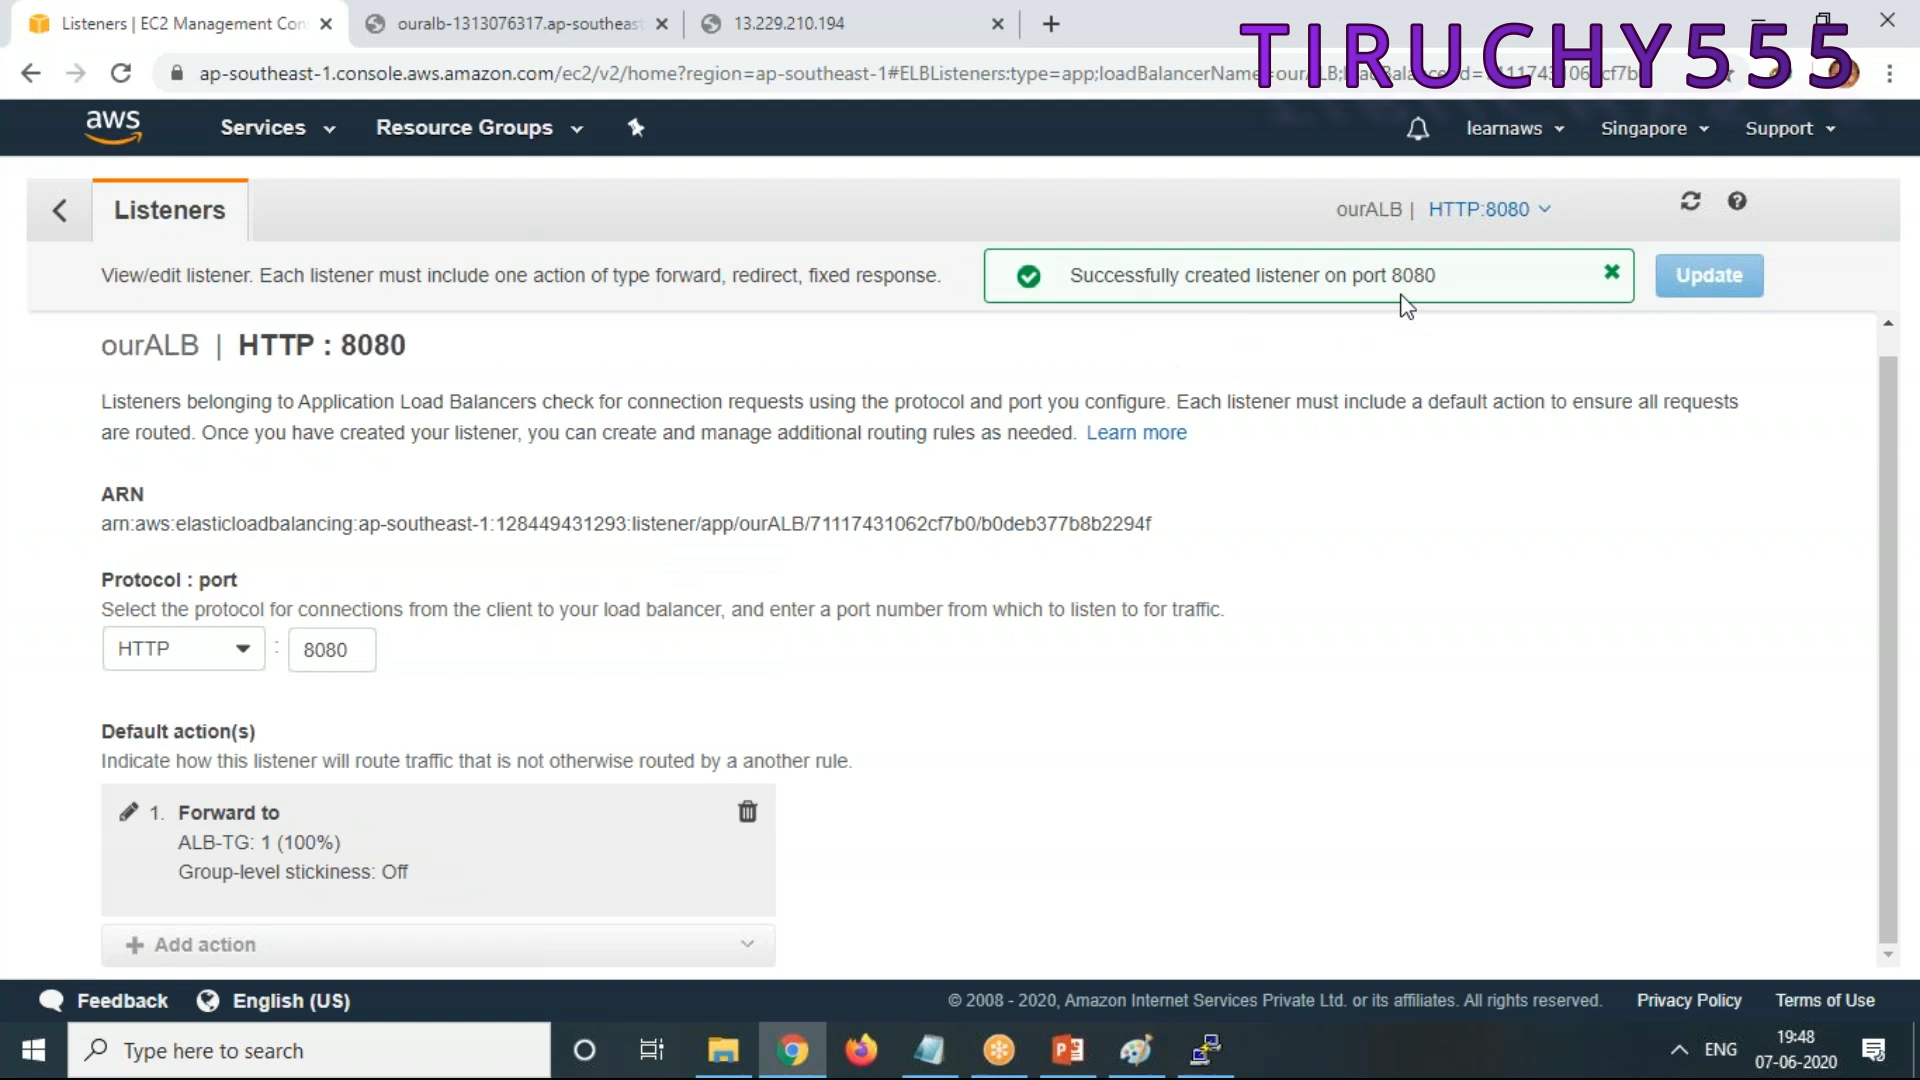 Listeners | EC2 Management Con
ouralb-1313076317.ap-southeast
13.229.210.194
TIRUCHY555
ap-southeast-1.console.aws.amazon.com/ec2/v2/home?region=ap-southeast-1#ELBListeners:type=app;loadBalancerName
aws
Services
Resource Groups
learnaws
Singapore
Support
Listeners
ourALB | HTTP:8080
View/edit listener. Each listener must include one action of type forward, redirect, fixed response.
Successfully created listener on port 8080
Update
ourALB | HTTP : 8080
Listeners belonging to Application Load Balancers check for connection requests using the protocol and port you configure. Each listener must include a default action to ensure all requests
are routed. Once you have created your listener, you can create and manage additional routing rules as needed. Learn more
ARN
arn:aws:elasticloadbalancing:ap-southeast-1:128449431293:listener/app/ourALB/71117431062cf7b0/b0deb377b8b2294f
Protocol : port
Select the protocol for connections from the client to your load balancer, and enter a port number from which to listen to for traffic.
HTTP : 8080
Default action(s)
Indicate how this listener will route traffic that is not otherwise routed by a another rule.
1. Forward to
ALB-TG: 1 (100%)
Group-level stickiness: Off
Add action
Feedback
English (US)
© 2008 - 2020, Amazon Internet Services Private Ltd. or its affiliates. All rights reserved.
Privacy Policy
Terms of Use
Type here to search
ENG
19:48
07-06-2020